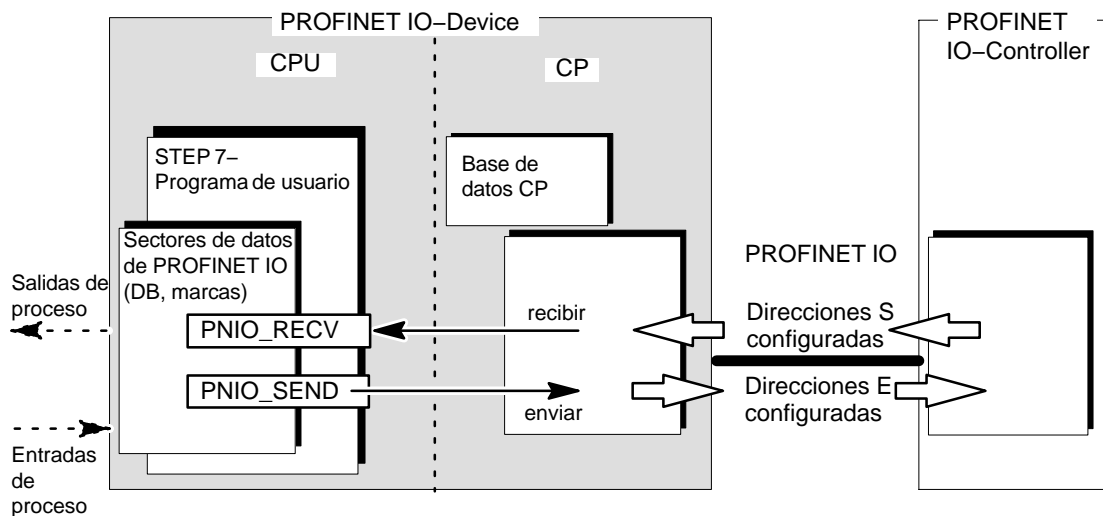 PROFINET IO–Device
CPU
CP
PROFINET
IO–Controller
STEP 7–
Programa de usuario
Base de
datos CP
Sectores de datos
de PROFINET IO
(DB, marcas)
Salidas de
proceso
PNIO_RECV
recibir
PNIO_SEND
enviar
Entradas
de
proceso
PROFINET IO
Direcciones S
configuradas
Direcciones E
configuradas